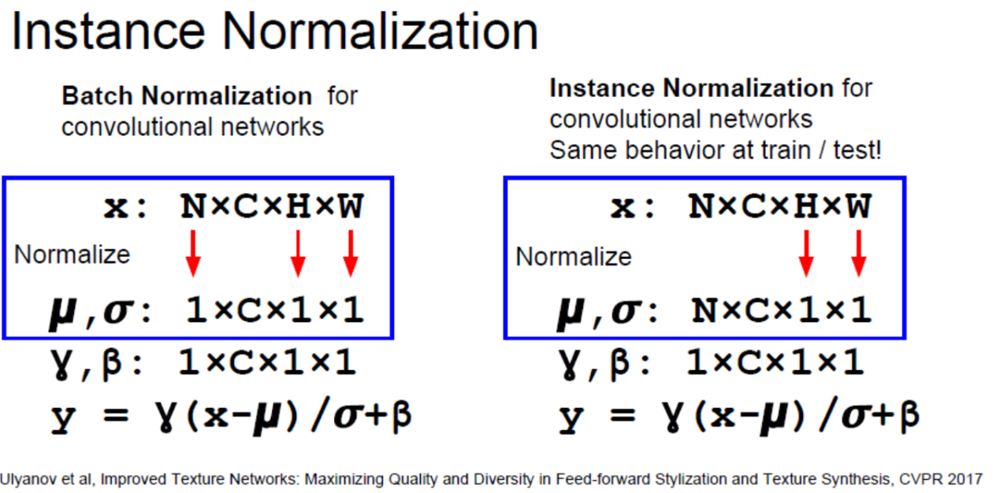 Instance Normalization
Batch Normalization for
convolutional networks
x: N×C×H×W
Normalize
μ,σ: 1×C×1×1
γ,β: 1×C×1×1
y = γ(x-μ)/σ+β
Instance Normalization for
convolutional networks
Same behavior at train / test!
x: N×C×H×W
Normalize
μ,σ: N×C×1×1
γ,β: 1×C×1×1
y = γ(x-μ)/σ+β
Ulyanov et al, Improved Texture Networks: Maximizing Quality and Diversity in Feed-forward Stylization and Texture Synthesis, CVPR 2017